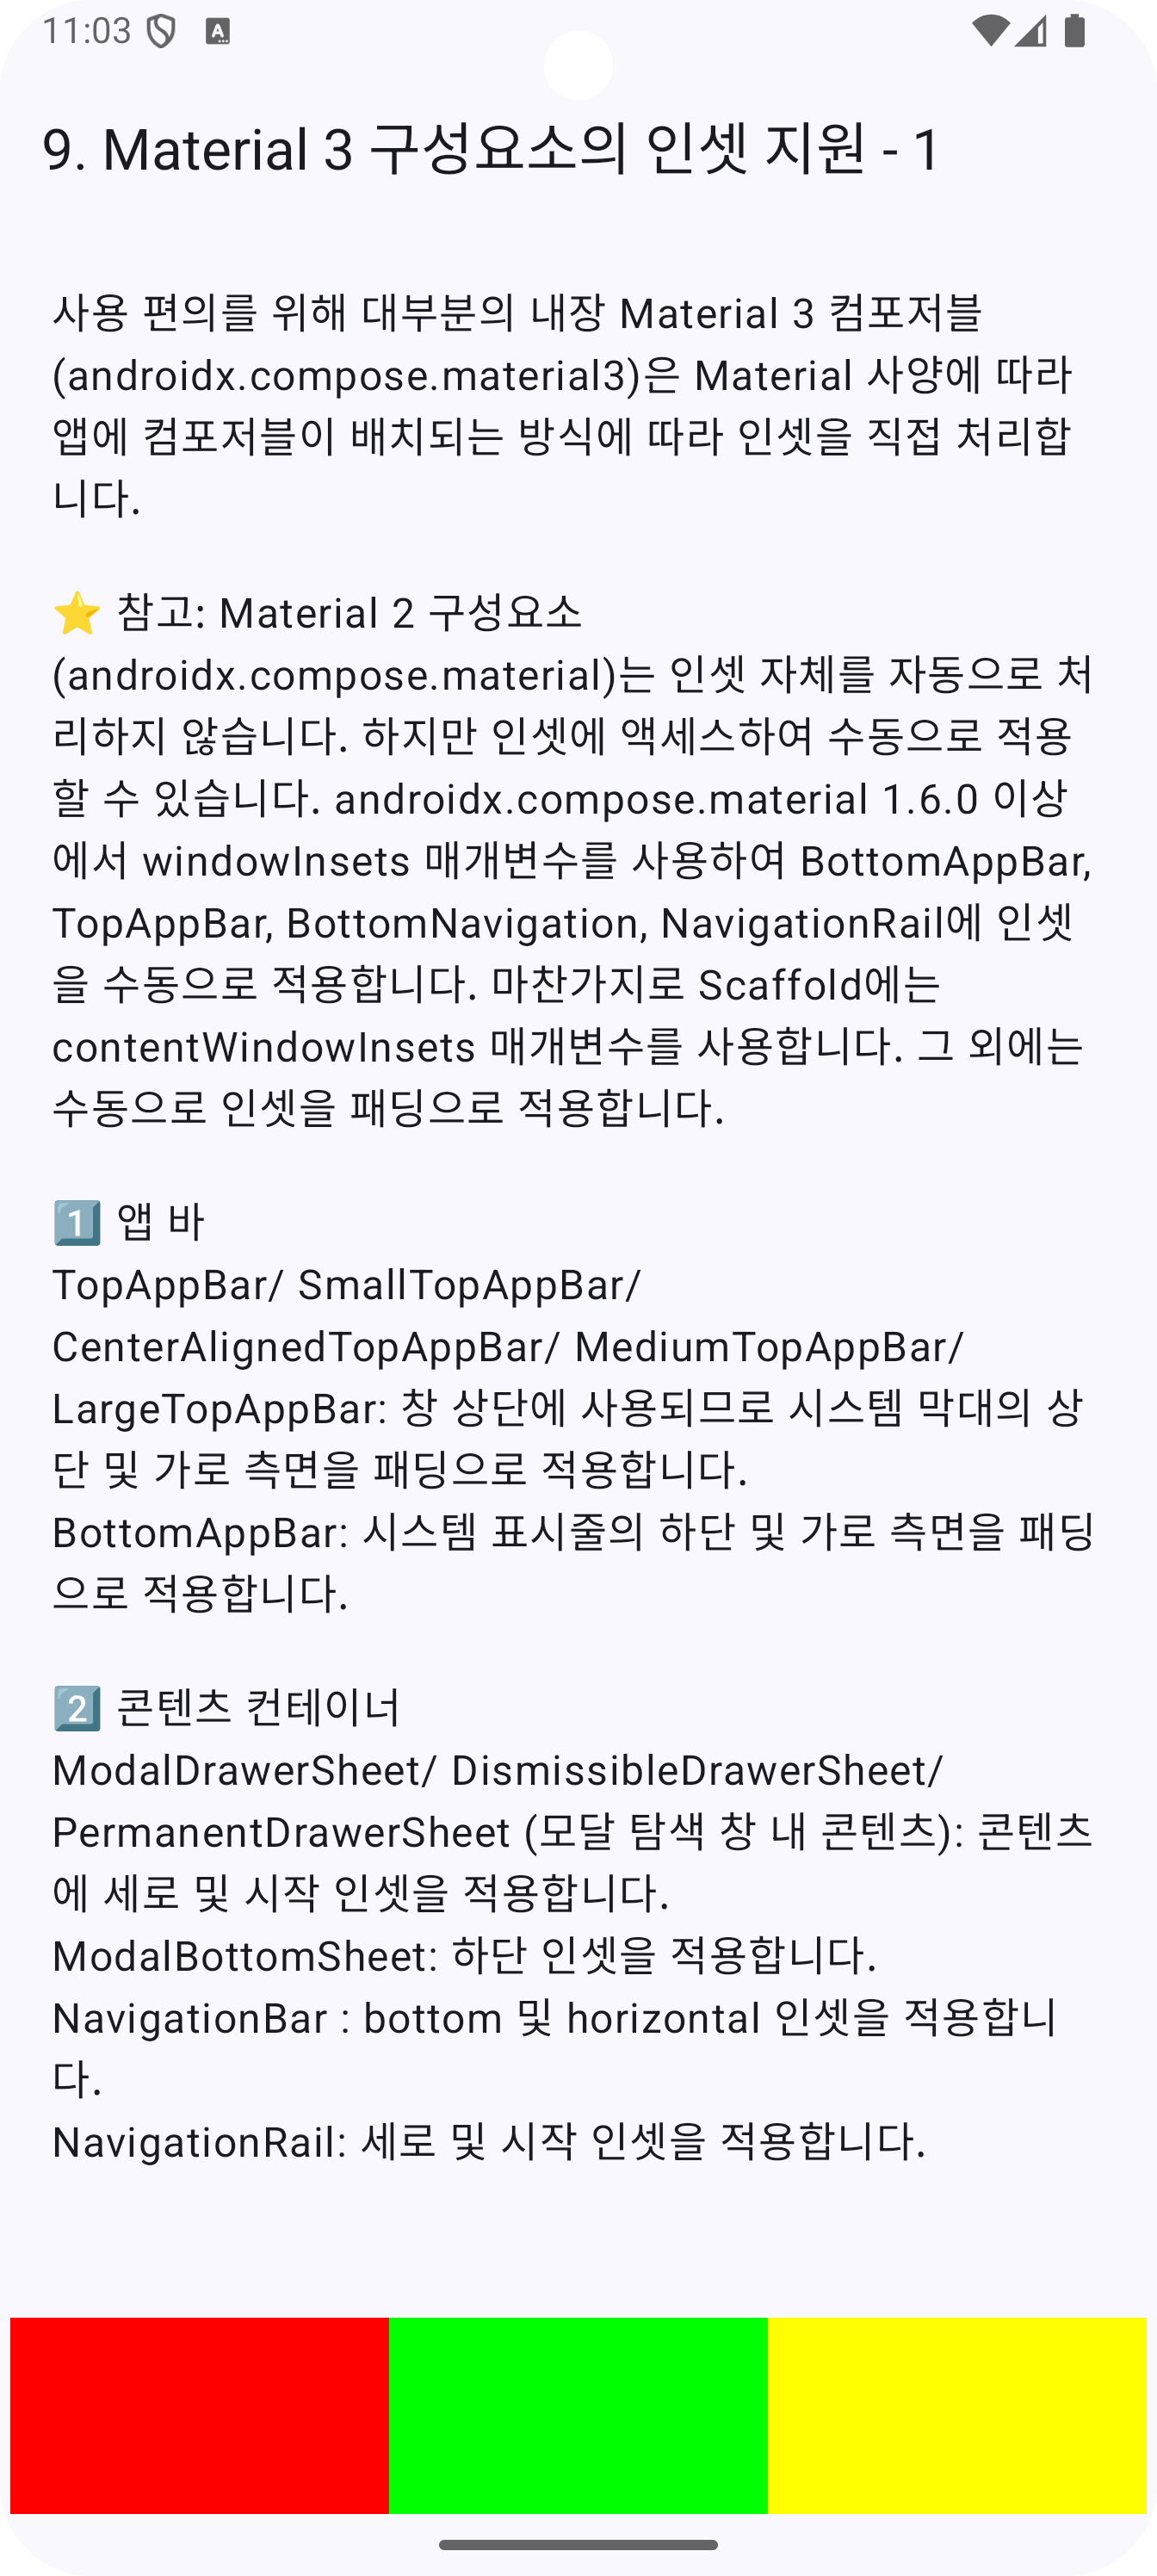 11:03
9. Material 3 구성요소의 인셋 지원 - 1
사용 편의를 위해 대부분의 내장 Material 3 컴포저블
(androidx.compose.material3)은 Material 사양에 따라
앱에 컴포저블이 배치되는 방식에 따라 인셋을 직접 처리합
니다.
⭐ 참고: Material 2 구성요소
(androidx.compose.material)는 인셋 자체를 자동으로 처
리하지 않습니다. 하지만 인셋에 액세스하여 수동으로 적용
할 수 있습니다. androidx.compose.material 1.6.0 이상
에서 windowInsets 매개변수를 사용하여 BottomAppBar,
TopAppBar, BottomNavigation, NavigationRail에 인셋
을 수동으로 적용합니다. 마찬가지로 Scaffold에는
contentWindowInsets 매개변수를 사용합니다. 그 외에는
수동으로 인셋을 패딩으로 적용합니다.
1️⃣ 앱 바
TopAppBar/ SmallTopAppBar/
CenterAlignedTopAppBar/ MediumTopAppBar/
LargeTopAppBar: 창 상단에 사용되므로 시스템 막대의 상
단 및 가로 측면을 패딩으로 적용합니다.
BottomAppBar: 시스템 표시줄의 하단 및 가로 측면을 패딩
으로 적용합니다.
2️⃣ 콘텐츠 컨테이너
ModalDrawerSheet/ DismissibleDrawerSheet/
PermanentDrawerSheet (모달 탐색 창 내 콘텐츠): 콘텐츠
에 세로 및 시작 인셋을 적용합니다.
ModalBottomSheet: 하단 인셋을 적용합니다.
NavigationBar : bottom 및 horizontal 인셋을 적용합니
다.
NavigationRail: 세로 및 시작 인셋을 적용합니다.